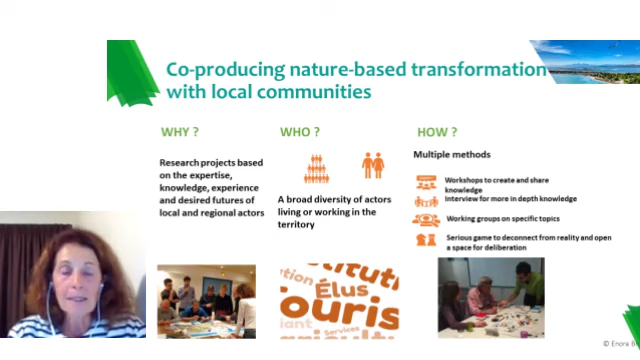 Co-producing nature-based transformation
with local communities
WHY ?
WHO ?
HOW ?
Research projects based
on the expertise,
knowledge, experience
and desired futures of
local and regional actors
A broad diversity of actors
living or working in the
territory
Multiple methods
Workshops to create and share
knowledge
Interview for more in depth knowledge
Working groups on specific topics
Serious game to deconnect from reality and open
a space for deliberation
Élus
Services
© Enora B